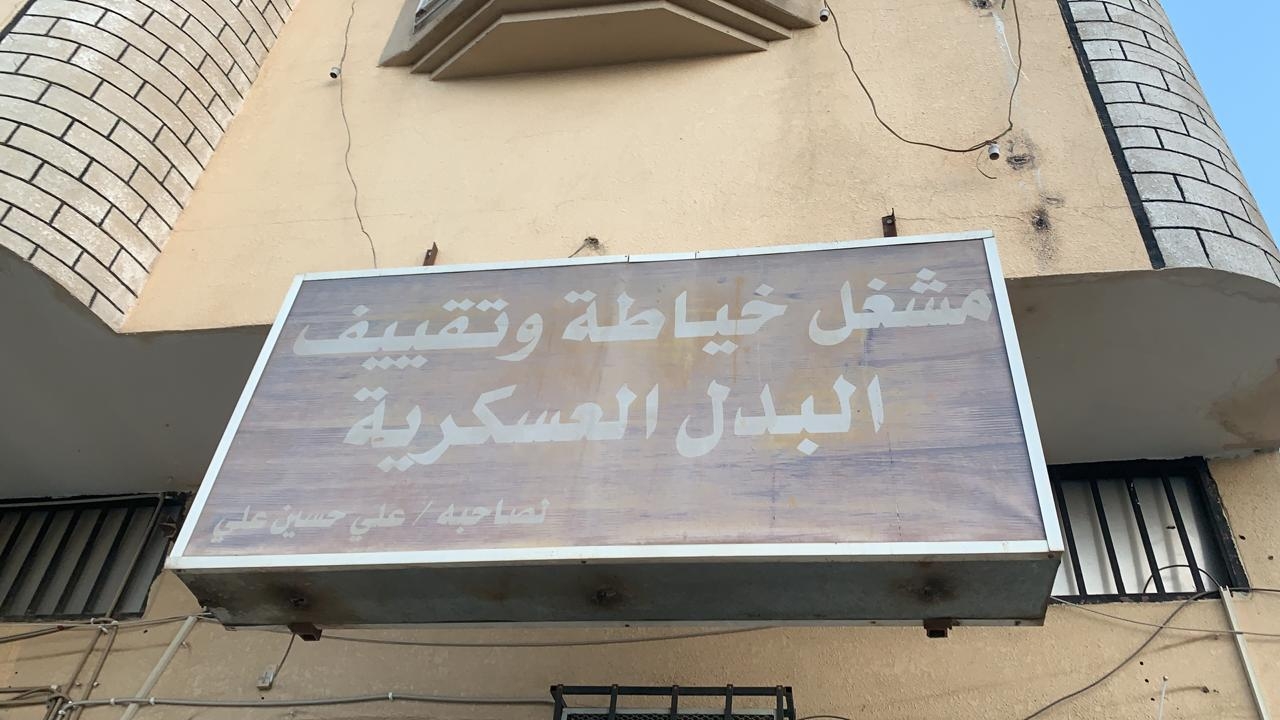 مشغل خياطة وتقييف
البدل العسكرية
لصاحبه / علي حسين علي